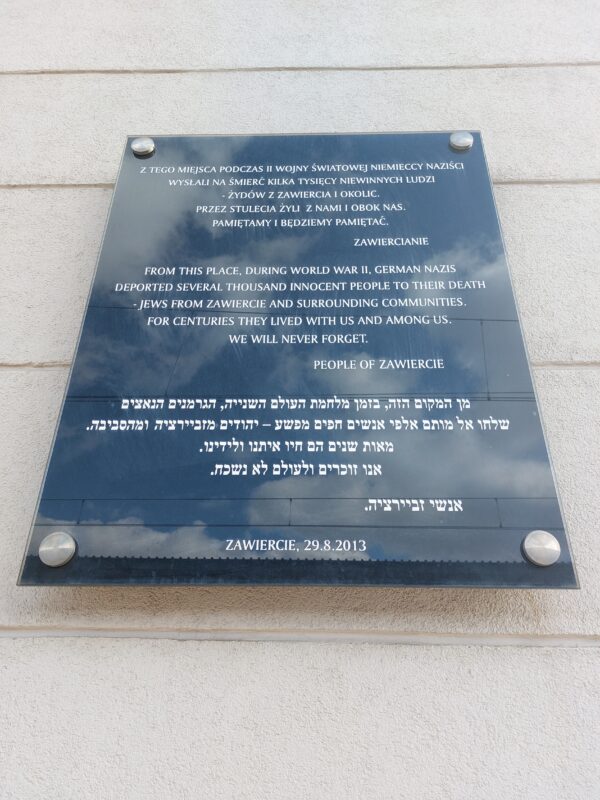 Z TEGO MIEJSCA PODCZAS II WOJNY ŚWIATOWEJ NIEMIECCY NAZIŚCI
WYSŁALI NA ŚMIERĆ KILKA TYSIĘCY NIEWINNYCH LUDZI
- ŻYDÓW Z ZAWIERCIA I OKOLIC.
PRZEZ STULECIA ŻYLI Z NAMI I OBOK NAS.
PAMIĘTAMY I BĘDZIEMY PAMIĘTAĆ.
ZAWIERCIANIE
FROM THIS PLACE, DURING WORLD WAR II, GERMAN NAZIS
DEPORTED SEVERAL THOUSAND INNOCENT PEOPLE TO THEIR DEATH
- JEWS FROM ZAWIERCIE AND SURROUNDING COMMUNITIES.
FOR CENTURIES THEY LIVED WITH US AND AMONG US.
WE WILL NEVER FORGET.
PEOPLE OF ZAWIERCIE
מן המקום הזה, בזמן מלחמת העולם השנייה, הגרמנים הנאצים
שלחו אל מותם אלפי אנשים חפים מפשע – יהודים מזביירציה ומהסביבה.
מאות שנים הם חיו איתנו ולידינו.
אנו זוכרים ולעולם לא נשכח.
אנשי זביירציה.
ZAWIERCIE, 29.8.2013